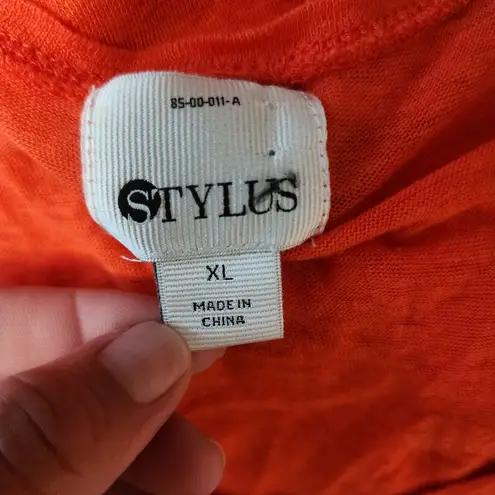 85-00-011-A
STYLUS
XL
MADE IN
CHINA